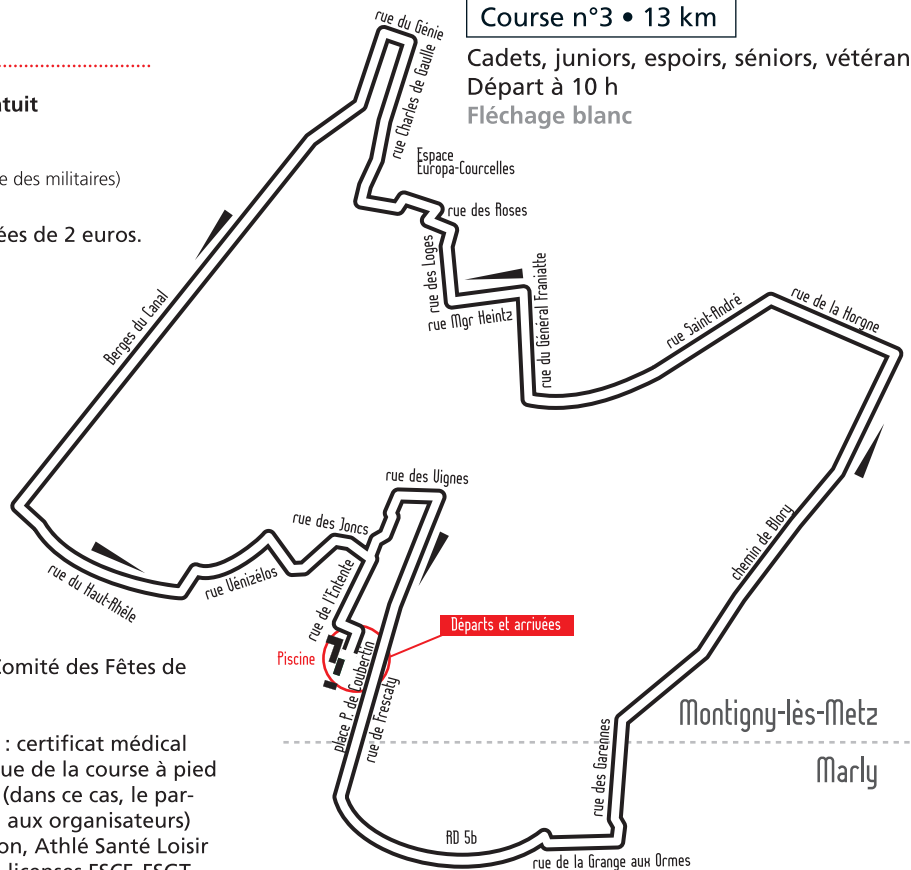 Course n°3 • 13 km
Cadets, juniors, espoirs, séniors, vétéran
Départ à 10 h
Fléchage blanc
tuit
e des militaires)
ées de 2 euros.
rue du Génie
rue Charles de Gaulle
Espace
Europa-Courcelles
rue des Roses
rue des Loges
rue Mgr Heintz
rue du Général Franiatte
rue Saint-André
rue de la Horgne
Berges du Canal
chemin de Blory
rue des Vignes
rue des Joncs
rue Vénizélos
rue du Haut-Rhêle
rue de l'Entente
Départs et arrivées
Piscine
place P. de Coubertin
rue de Frescaty
Montigny-lès-Metz
Marly
rue des Garennes
RD 5b
rue de la Grange aux Ormes
Comité des Fêtes de
: certificat médical
que de la course à pied
(dans ce cas, le par-
aux organisateurs)
on, Athlé Santé Loisir
licenses FSCF, FSGT